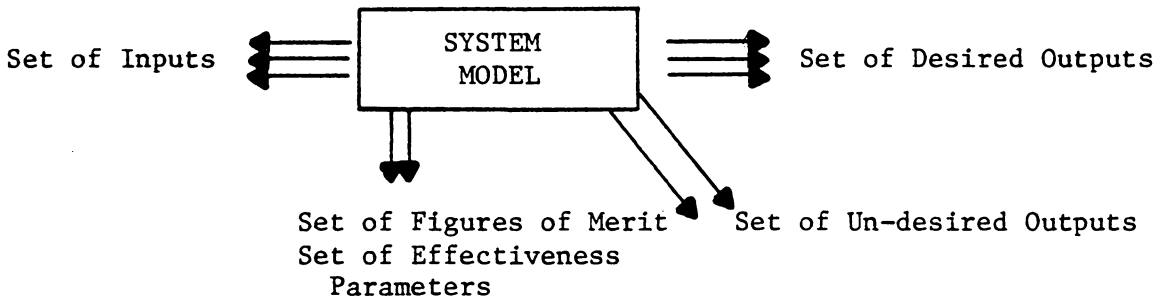 SYSTEM
MODEL
Set of Inputs
Set of Desired Outputs
Set of Figures of Merit
Set of Effectiveness
Parameters
Set of Un-desired Outputs